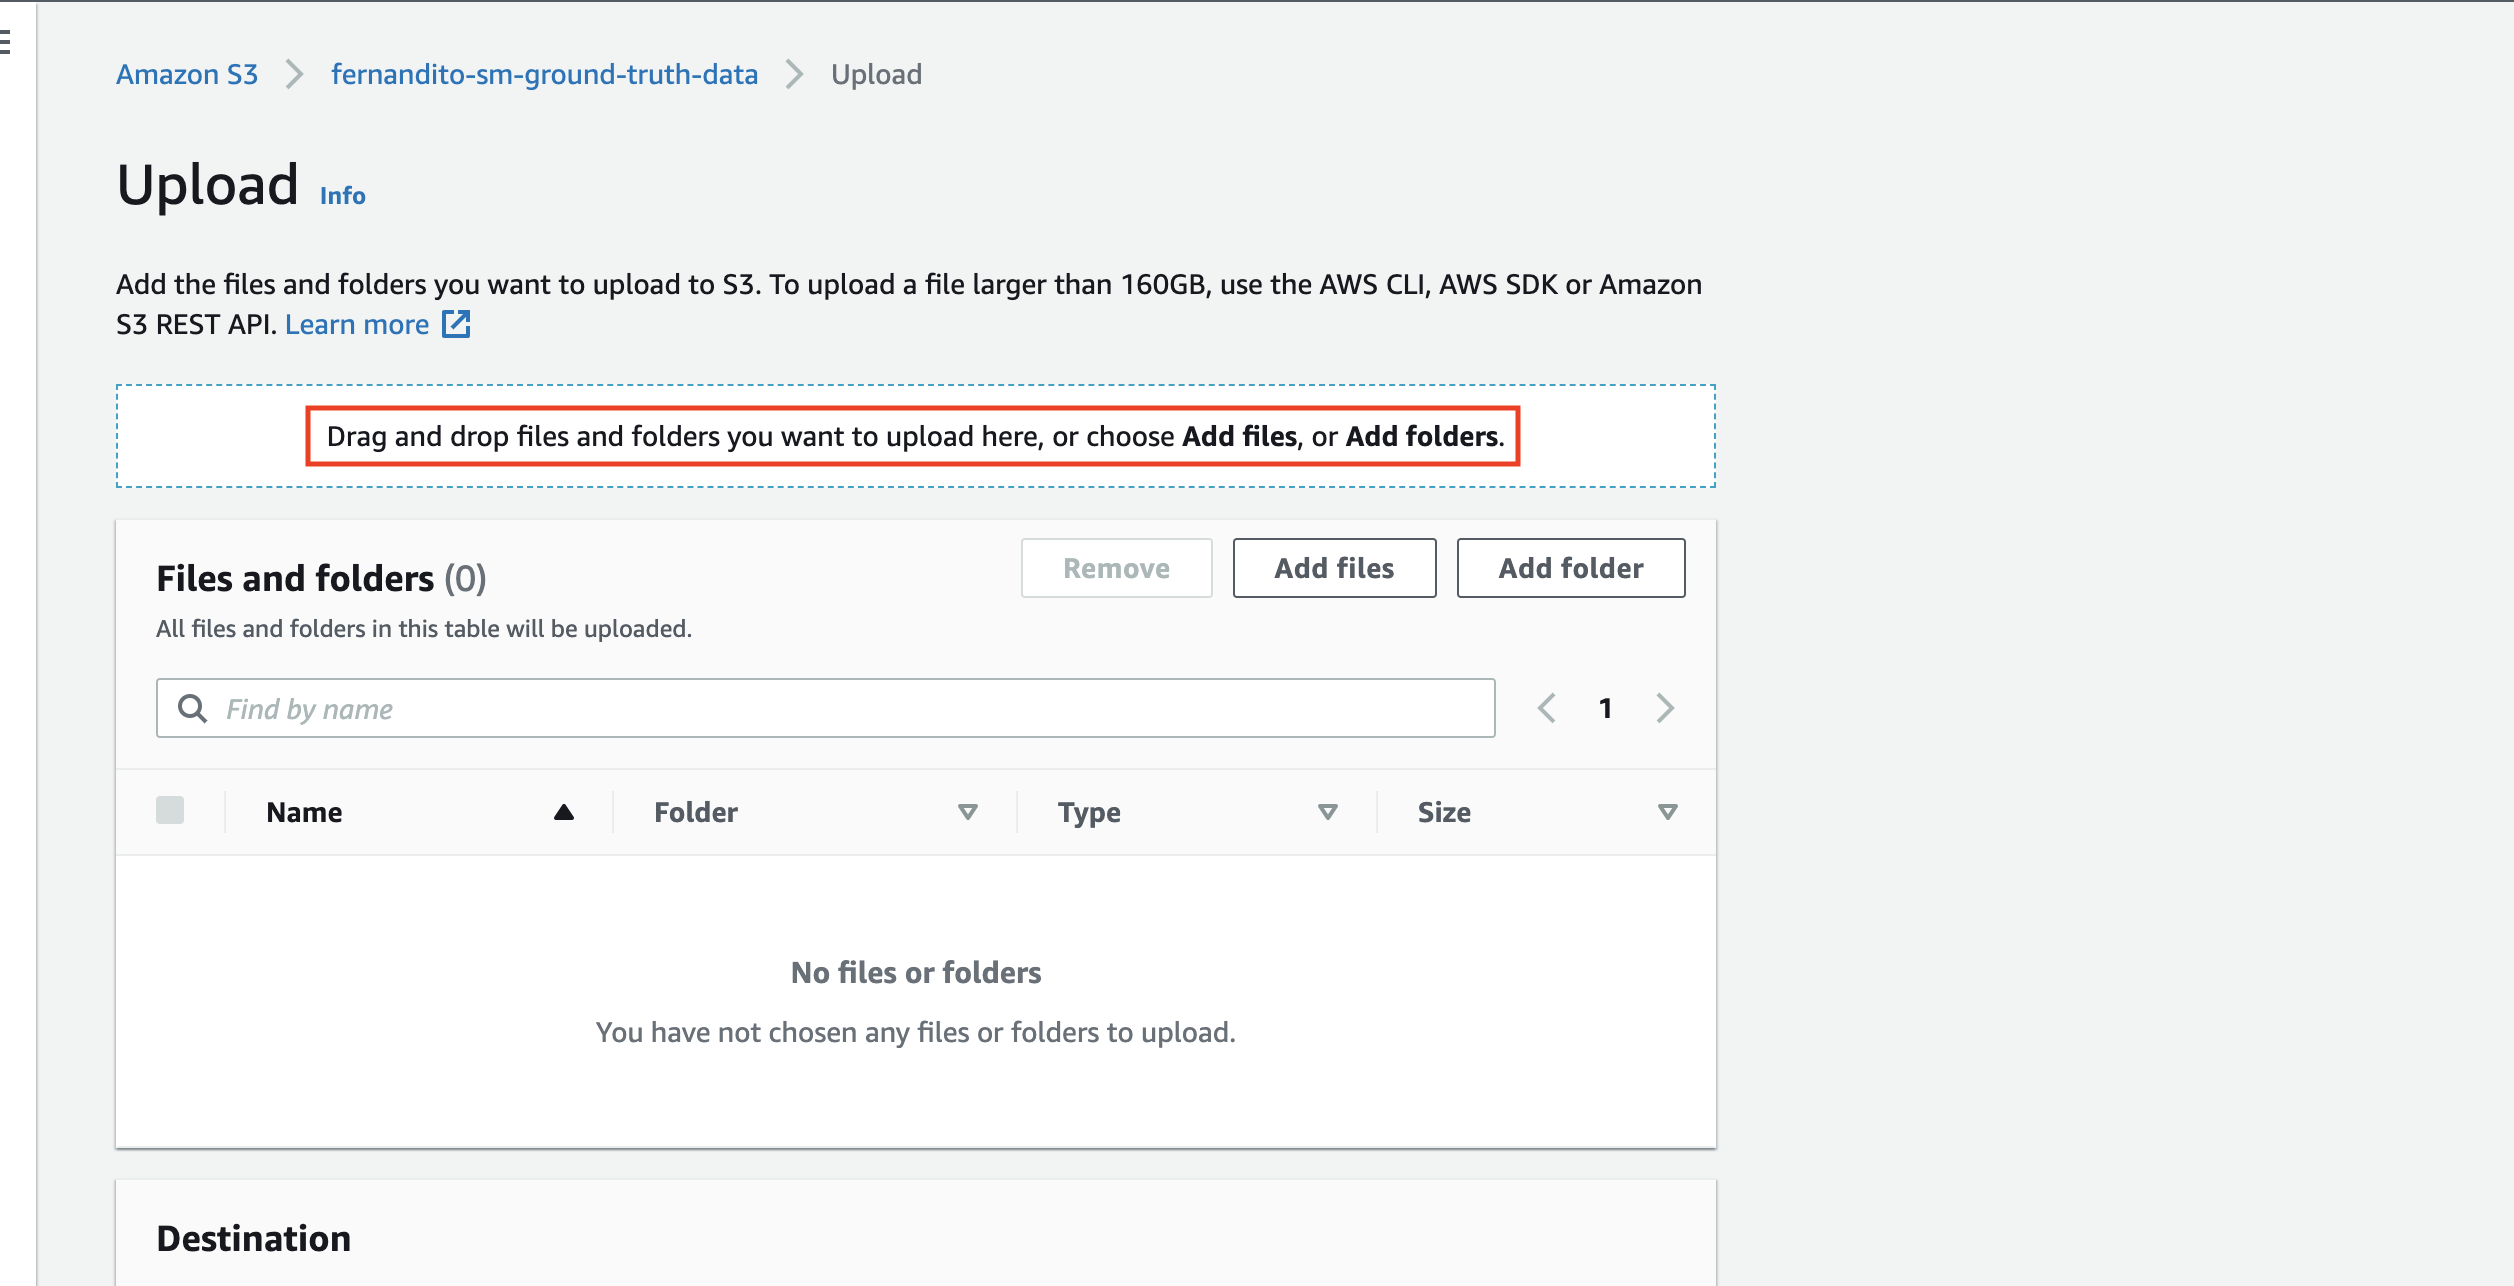 Amazon S3 > fernandito-sm-ground-truth-data > Upload
Upload Info
Add the files and folders you want to upload to S3. To upload a file larger than 160GB, use the AWS CLI, AWS SDK or Amazon
S3 REST API. Learn more
Drag and drop files and folders you want to upload here, or choose Add files, or Add folders.
Files and folders (0)
Remove
Add files
Add folder
All files and folders in this table will be uploaded.
Find by name
1
Name
Folder
Type
Size
No files or folders
You have not chosen any files or folders to upload.
Destination